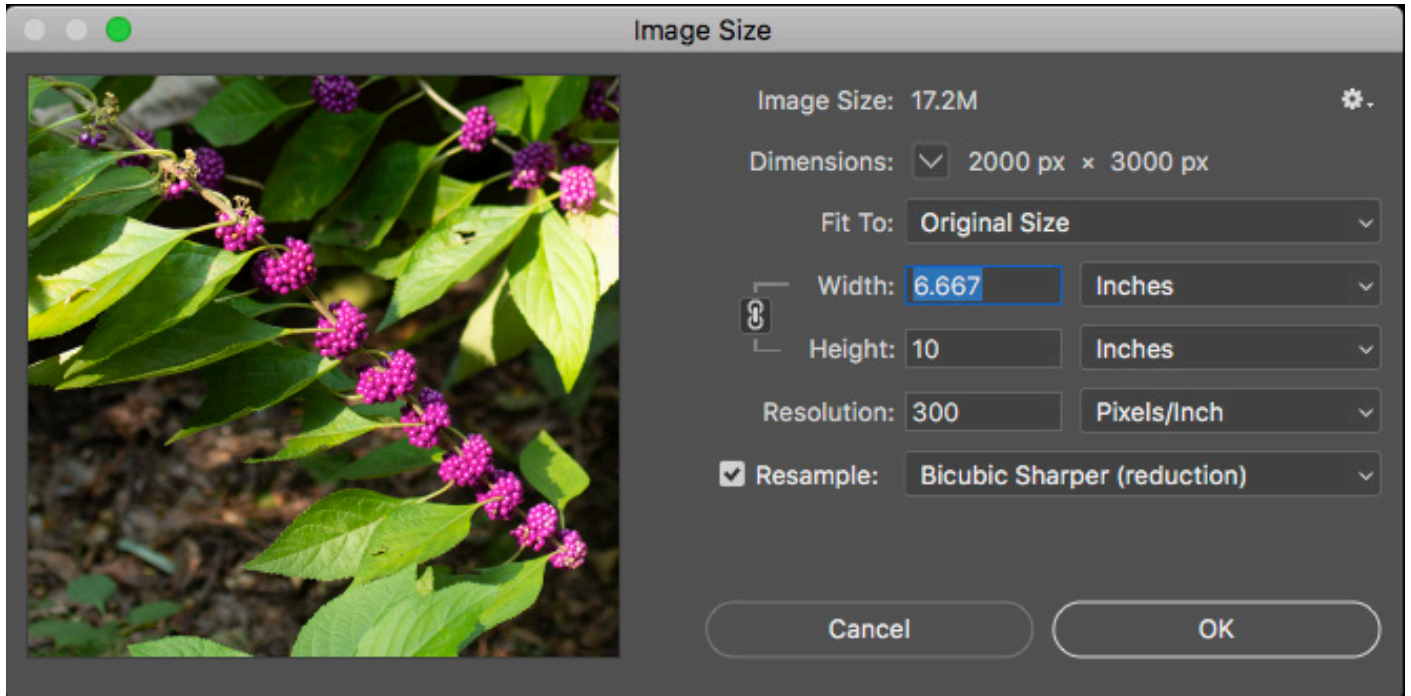 Image Size
Image Size: 17.2M
Dimensions: 2000 px × 3000 px
Fit To: Original Size
Width: 6.667 Inches
Height: 10 Inches
Resolution: 300 Pixels/Inch
Resample: Bicubic Sharper (reduction)
Cancel OK